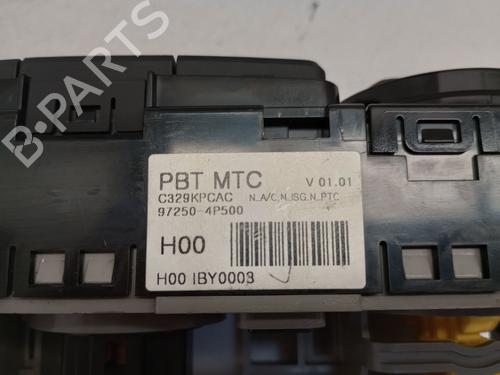 B-PARTS
PBT MTC V 01.01
C329KPCAC N_A/C,N_ISG,N_PTC
97250-4P500
H00
H00 IBY0003